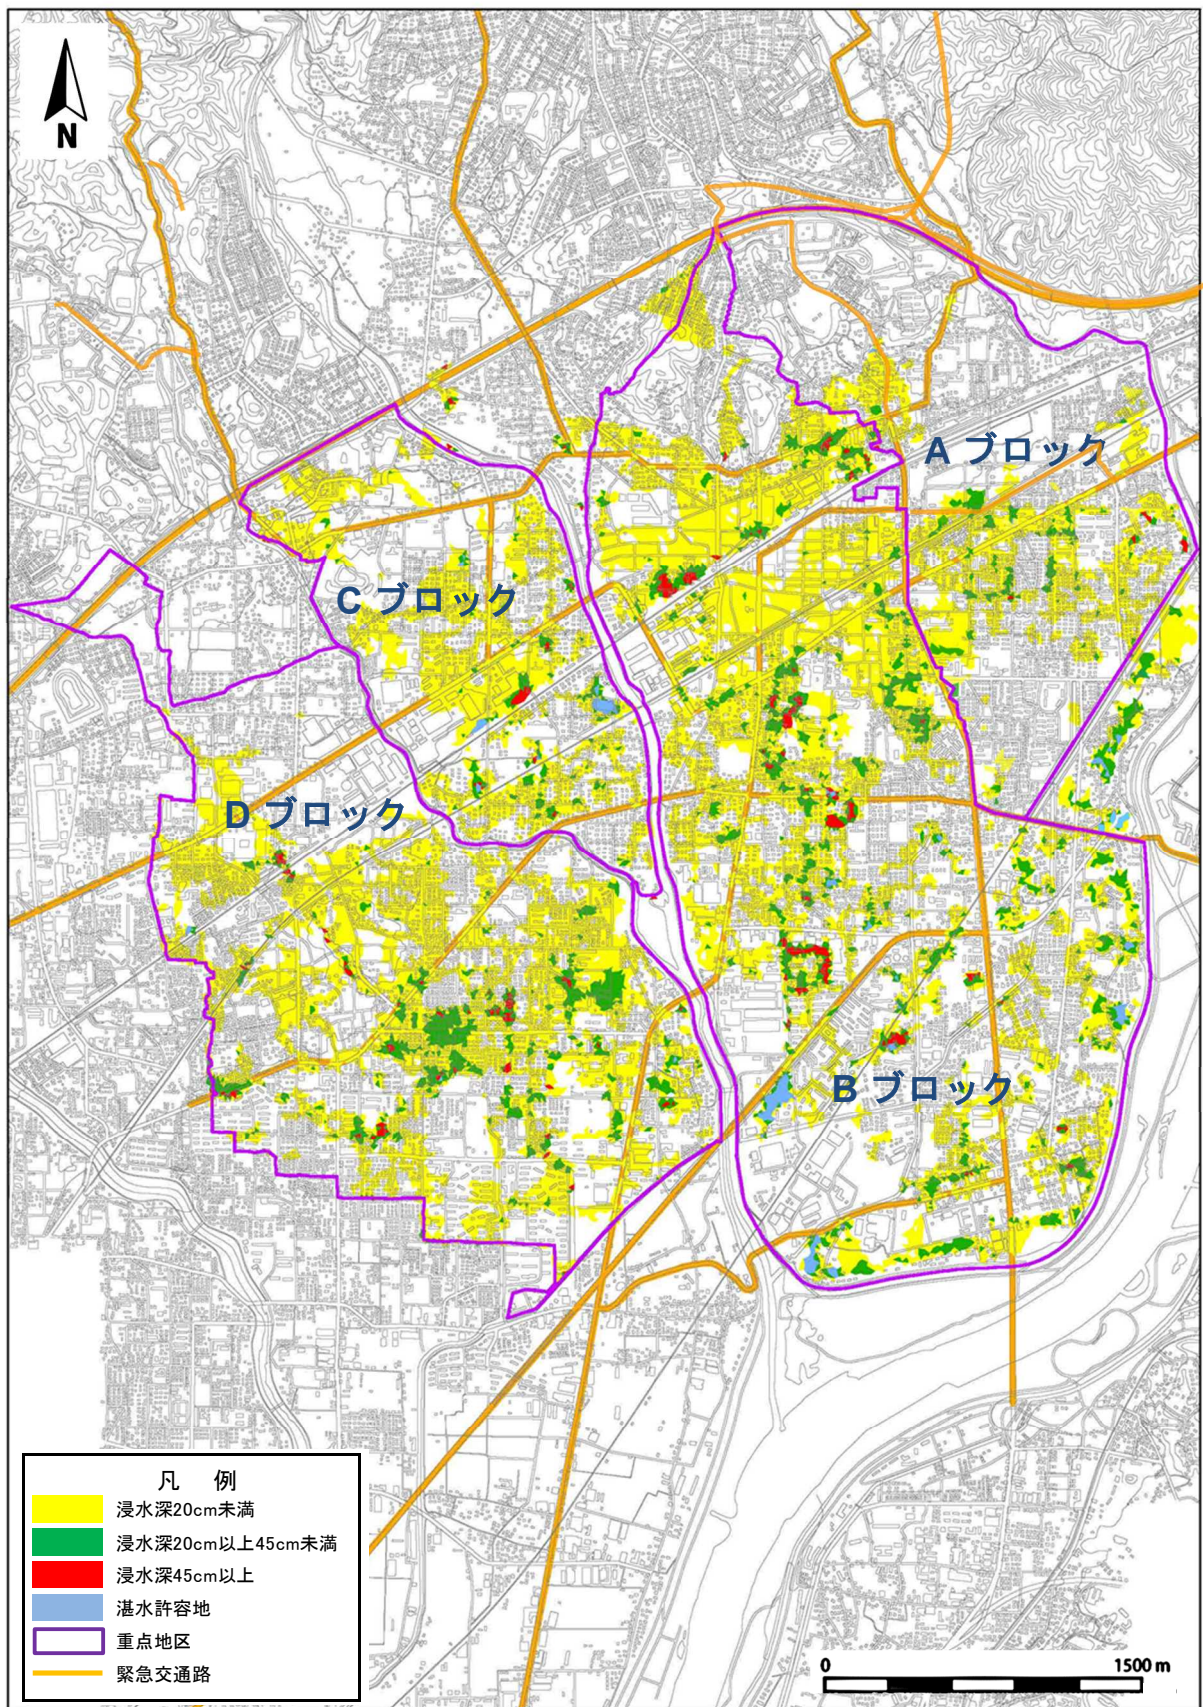 N
A ブロック
C ブロック
D ブロック
B ブロック
凡 例
浸水深20cm未満
浸水深20cm以上45cm未満
浸水深45cm以上
湛水許容地
重点地区
緊急交通路
0 1500 m